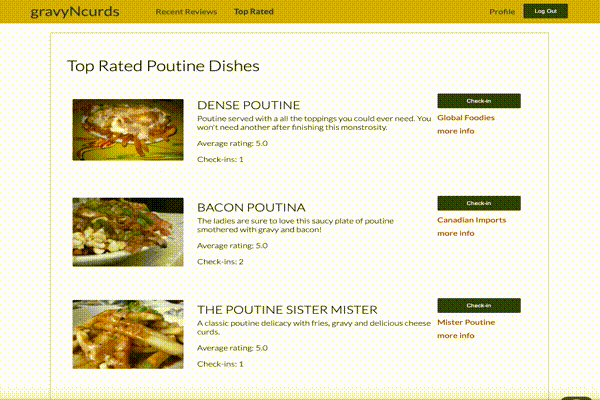 gravyNcurds Recent Reviews Top Rated Profile Log Out
Top Rated Poutine Dishes
DENSE POUTINE
Poutine served with a all the toppings you could ever need. You
won't need another after finishing this monstrosity.
Average rating: 5.0
Check-ins: 1
Check-in
Global Foodies
more info
BACON POUTINA
The ladies are sure to love this saucy plate of poutine
smothered with gravy and bacon!
Average rating: 5.0
Check-ins: 2
Check-in
Canadian Imports
more info
THE POUTINE SISTER MISTER
A classic poutine delicacy with fries, gravy and delicious cheese
curds.
Average rating: 5.0
Check-ins: 1
Check-in
Mister Poutine
more info